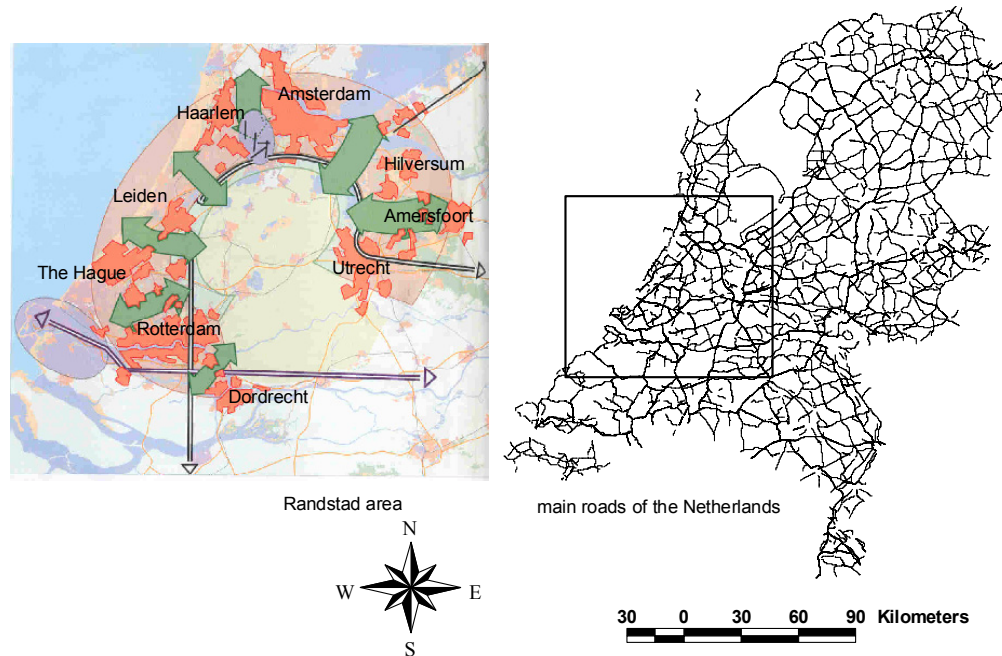 Amsterdam
Haarlem
Hilversum
Leiden
Amersfoort
Utrecht
The Hague
Rotterdam
Dordrecht
Randstad area
main roads of the Netherlands
N
W E
S
30 0 30 60 90 Kilometers